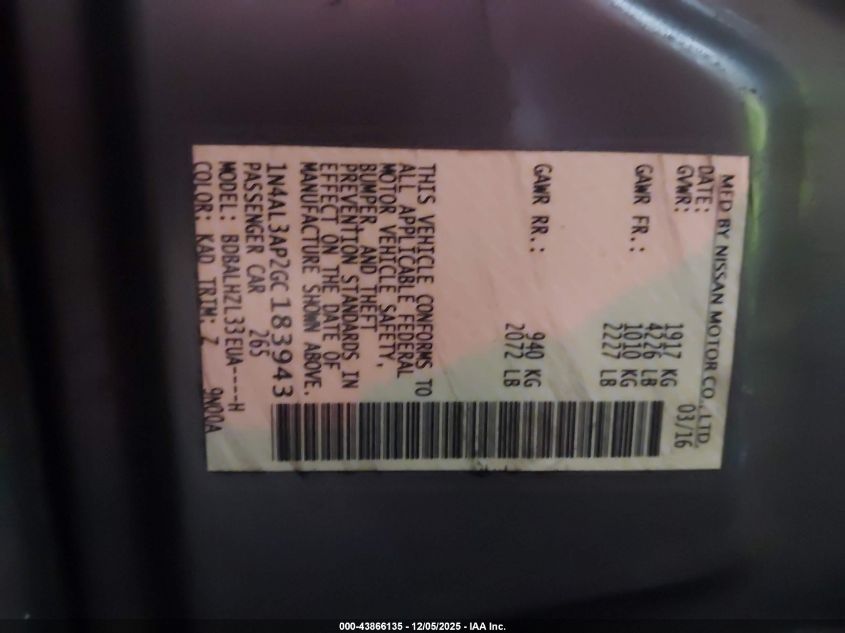 MFD BY NISSAN MOTOR CO., LTD.
DATE: 03/16
GVWR: 1917 KG
4226 LB
GAWR FR.: 1010 KG
2227 LB
GAWR RR.: 940 KG
2072 LB
THIS VEHICLE CONFORMS TO
ALL APPLICABLE FEDERAL
MOTOR VEHICLE SAFETY,
BUMPER, AND THEFT
PREVENTION STANDARDS IN
EFFECT ON THE DATE OF
MANUFACTURE SHOWN ABOVE.
1N4AL3AP7GC183943
PASSENGER CAR 265
MODEL: BDBALHZL33EUA----H
COLOR: KAD TRIM: Z 9N00A
000-43866135 - 12/05/2025 - IAA Inc.